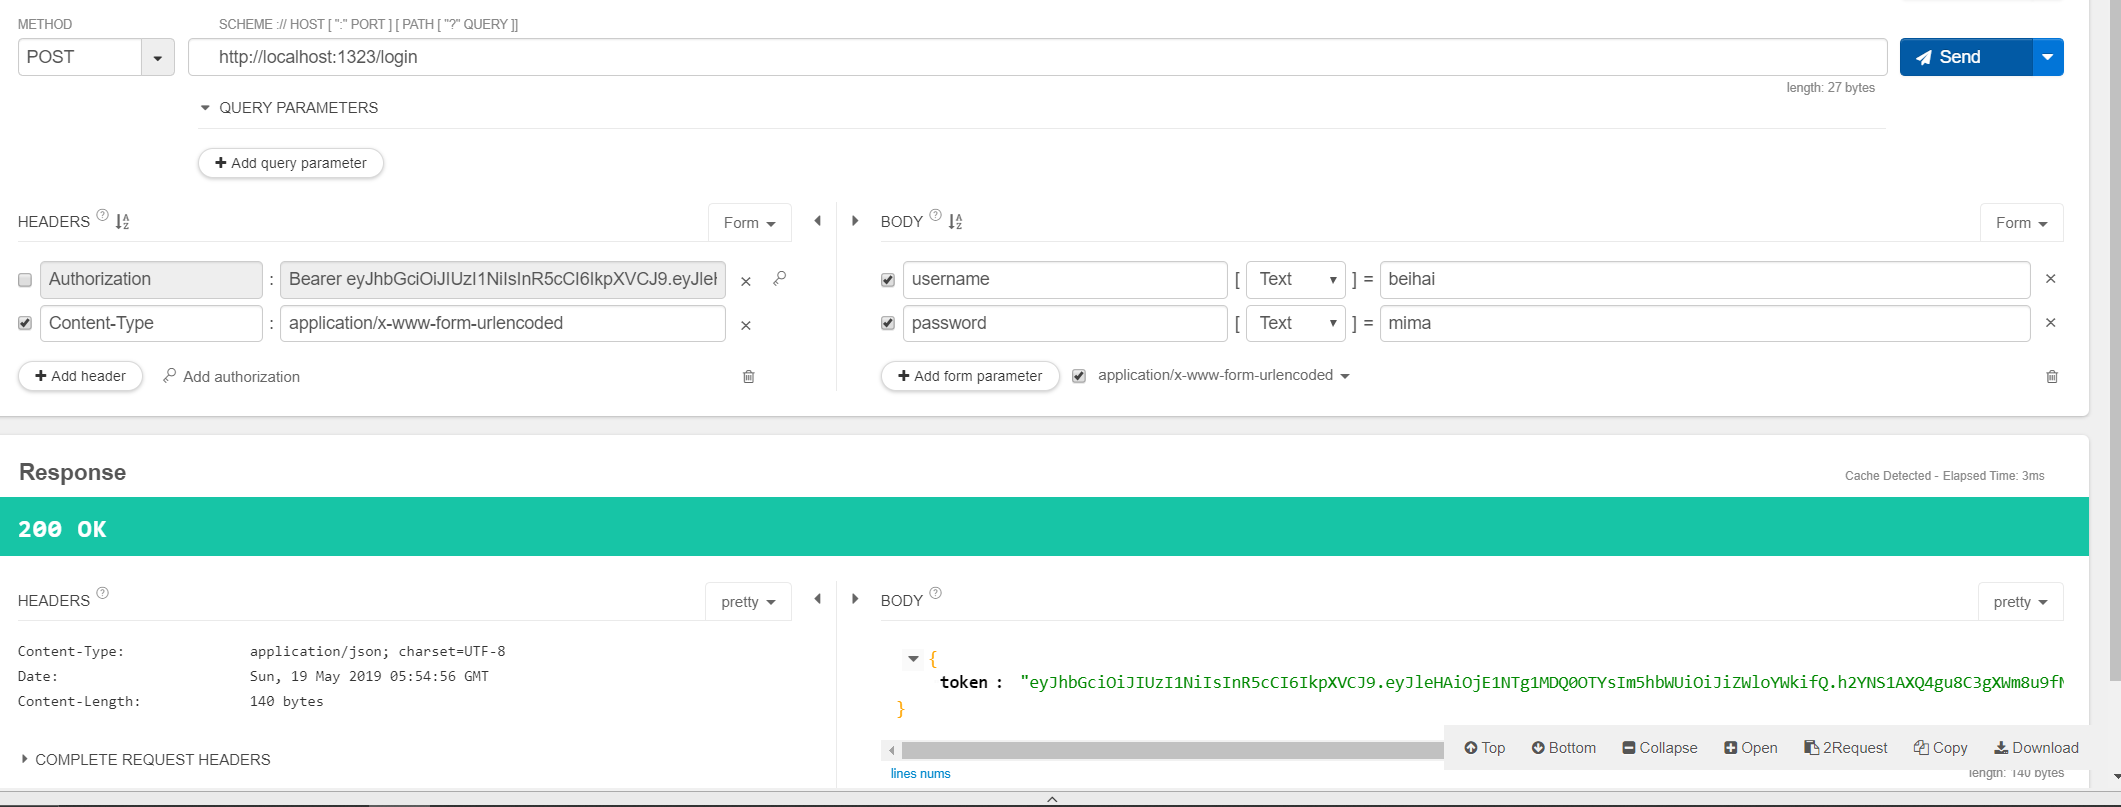 METHOD
SCHEME :// HOST [ ":" PORT ] [ PATH [ "?" QUERY ]]
POST
http://localhost:1323/login
Send
length: 27 bytes
QUERY PARAMETERS
Add query parameter
HEADERS
Form
BODY
Form
Authorization : Bearer eyJhbGciOiJIUzI1NiIsInR5cCI6IkpXVCJ9.eyJleH
username [ Text ] = beihai
Content-Type : application/x-www-form-urlencoded
password [ Text ] = mima
Add header
Add authorization
Add form parameter
application/x-www-form-urlencoded
Response
Cache Detected - Elapsed Time: 3ms
200 OK
HEADERS
pretty
BODY
pretty
Content-Type: application/json; charset=UTF-8
Date: Sun, 19 May 2019 05:54:56 GMT
Content-Length: 140 bytes
{
token : "eyJhbGciOiJIUzI1NiIsInR5cCI6IkpXVCJ9.eyJleHAiOjE1NTg1MDQ0OTYsIm5hbWUiOiJiZWloYWkifQ.h2YNS1AXQ4gu8C3gXWm8u9fM
}
COMPLETE REQUEST HEADERS
Top Bottom Collapse Open 2Request Copy Download
lines nums
length: 140 bytes